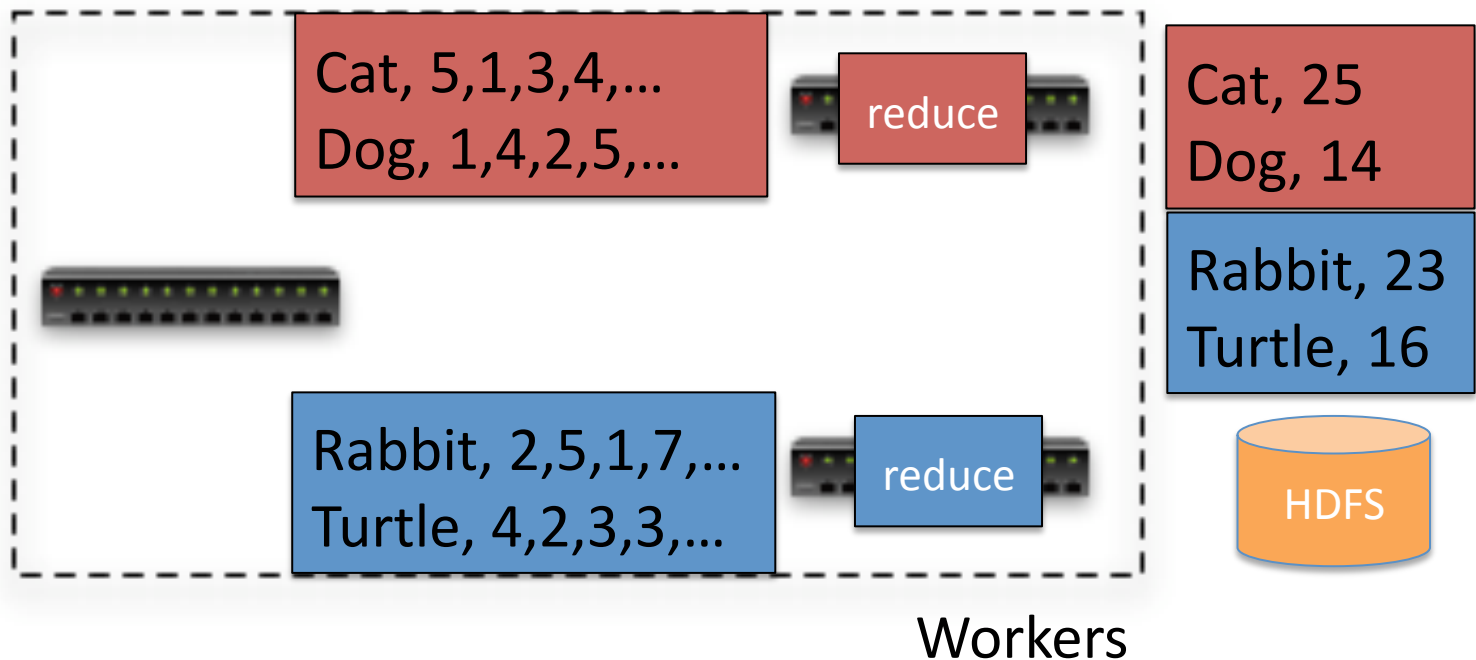 Cat, 5,1,3,4,...
Dog, 1,4,2,5,...
reduce
Cat, 25
Dog, 14
Rabbit, 23
Turtle, 16
Rabbit, 2,5,1,7,...
Turtle, 4,2,3,3,...
reduce
HDFS
Workers